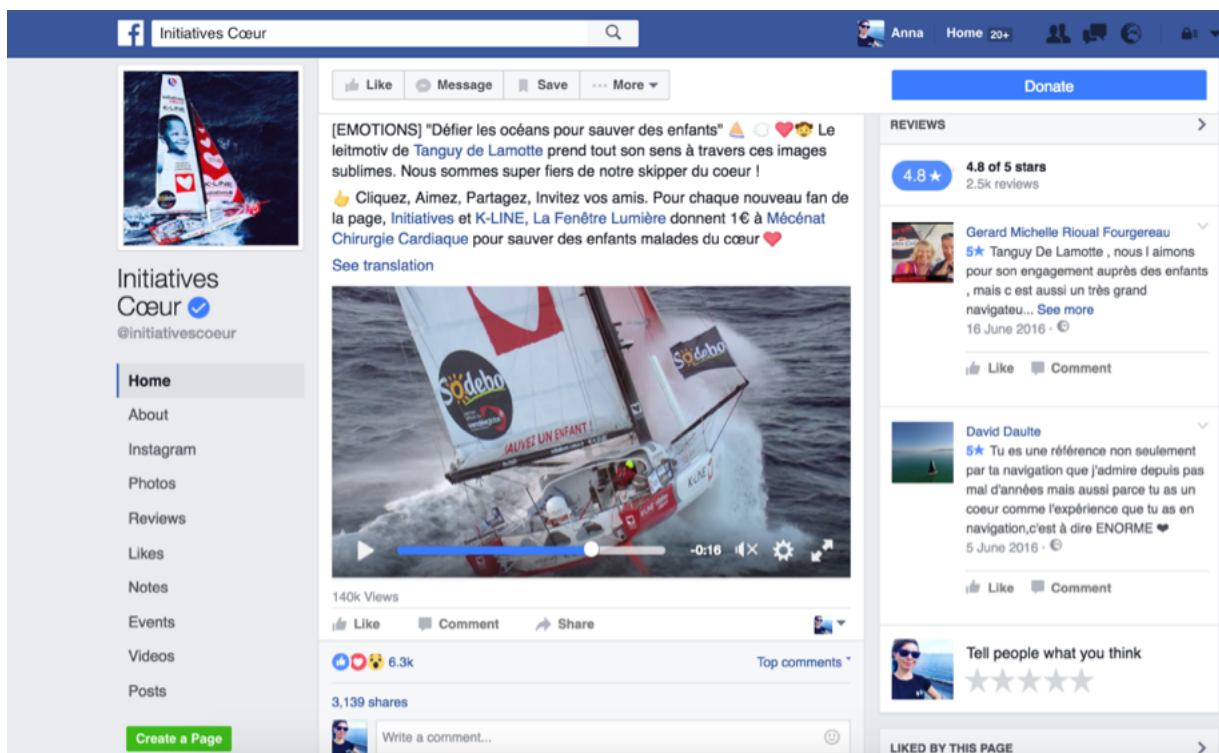 Initiatives Cœur
Anna
Home 20+
K-LINE
Initiatives
Cœur
@initiativescoeur
Home
About
Instagram
Photos
Reviews
Likes
Notes
Events
Videos
Posts
Create a Page
Like
Message
Save
More
[EMOTIONS] "Défier les océans pour sauver des enfants" ⛵ 💨 ❤️👧 Le
leitmotiv de Tanguy de Lamotte prend tout son sens à travers ces images
sublimes. Nous sommes super fiers de notre skipper du coeur !
👍 Cliquez, Aimez, Partagez, Invitez vos amis. Pour chaque nouveau fan de
la page, Initiatives et K-LINE, La Fenêtre Lumière donnent 1€ à Mécénat
Chirurgie Cardiaque pour sauver des enfants malades du cœur ❤️
See translation
Sodebo
Sodebo
SAUVEZ UN ENFANT !
K-LINE
K-LINE
-0:16
140k Views
Like
Comment
Share
6.3k
Top comments
3,139 shares
Write a comment...
Donate
REVIEWS
4.8 ★
4.8 of 5 stars
2.5k reviews
Gerard Michelle Rioual Fourgereau
5★ Tanguy De Lamotte , nous l aimons
pour son engagement auprès des enfants
, mais c est aussi un très grand
navigateu... See more
16 June 2016 ·
Like
Comment
David Daulte
5★ Tu es une référence non seulement
par ta navigation que j'admire depuis pas
mal d'années mais aussi parce tu as un
coeur comme l'expérience que tu as en
navigation,c'est à dire ENORME ❤
5 June 2016 ·
Like
Comment
Tell people what you think
★★★★★
LIKED BY THIS PAGE